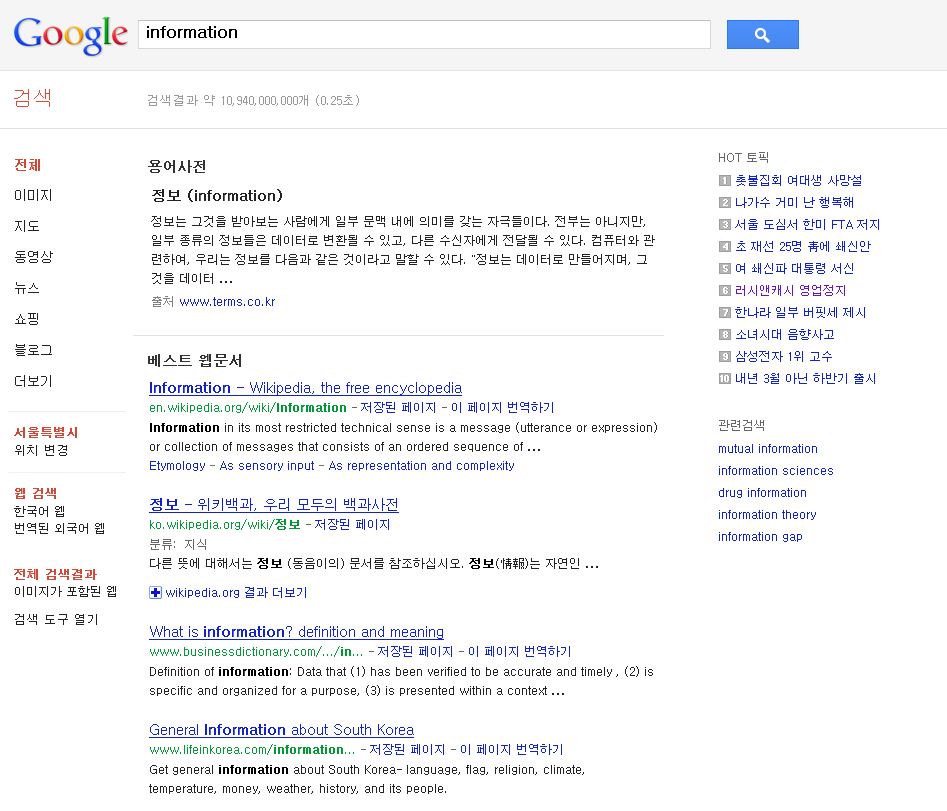 Google
information
검색
검색결과 약 10,940,000,000개 (0.25초)
전체
이미지
지도
동영상
뉴스
쇼핑
블로그
더보기
서울특별시
위치 변경
웹 검색
한국어 웹
번역된 외국어 웹
전체 검색결과
이미지가 포함된 웹
검색 도구 열기
용어사전
정보 (information)
정보는 그것을 받아보는 사람에게 일부 문맥 내에 의미를 갖는 자극들이다. 전부는 아니지만,
일부 종류의 정보들은 데이터로 변환될 수 있고, 다른 수신자에게 전달될 수 있다. 컴퓨터와 관
련하여, 우리는 정보를 다음과 같은 것이라고 말할 수 있다. "정보는 데이터로 만들어지며, 그
것을 데이터 ...
출처 www.terms.co.kr
베스트 웹문서
Information - Wikipedia, the free encyclopedia
en.wikipedia.org/wiki/Information - 저장된 페이지 - 이 페이지 번역하기
Information in its most restricted technical sense is a message (utterance or expression)
or collection of messages that consists of an ordered sequence of ...
Etymology - As sensory input - As representation and complexity
정보 - 위키백과, 우리 모두의 백과사전
ko.wikipedia.org/wiki/정보 - 저장된 페이지
분류: 지식
다른 뜻에 대해서는 정보 (동음이의) 문서를 참조하십시오. 정보(情報)는 자연인 ...
wikipedia.org 결과 더보기
What is information? definition and meaning
www.businessdictionary.com/.../in... - 저장된 페이지 - 이 페이지 번역하기
Definition of information: Data that (1) has been verified to be accurate and timely , (2) is
specific and organized for a purpose, (3) is presented within a context ...
General Information about South Korea
www.lifeinkorea.com/information... - 저장된 페이지 - 이 페이지 번역하기
Get general information about South Korea- language, flag, religion, climate,
temperature, money, weather, history, and its people.
HOT 토픽
1 촛불집회 여대생 사망설
2 나가수 거미 난 행복해
3 서울 도심서 한미 FTA 저지
4 초 재선 25명 靑에 쇄신안
5 여 쇄신파 대통령 서신
6 러시앤캐시 영업정지
7 한나라 일부 버핏세 제시
8 소녀시대 음향사고
9 삼성전자 1위 고수
10 내년 3월 아닌 하반기 출시
관련검색
mutual information
information sciences
drug information
information theory
information gap